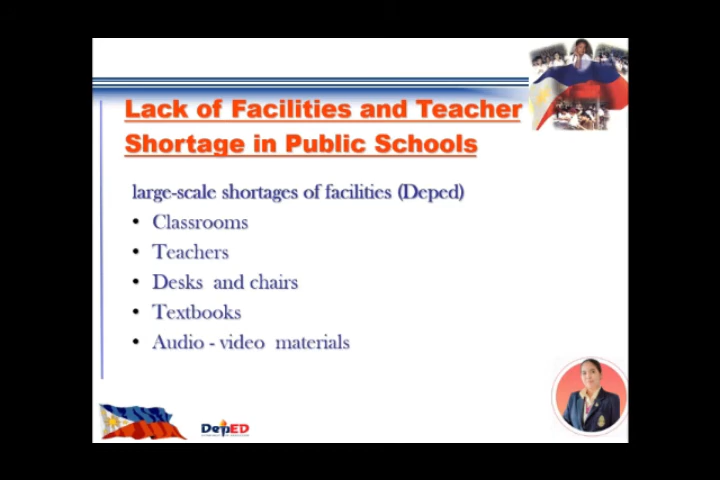 Lack of Facilities and Teacher
Shortage in Public Schools
large-scale shortages of facilities (Deped)
• Classrooms
• Teachers
• Desks and chairs
• Textbooks
• Audio - video materials
DepED